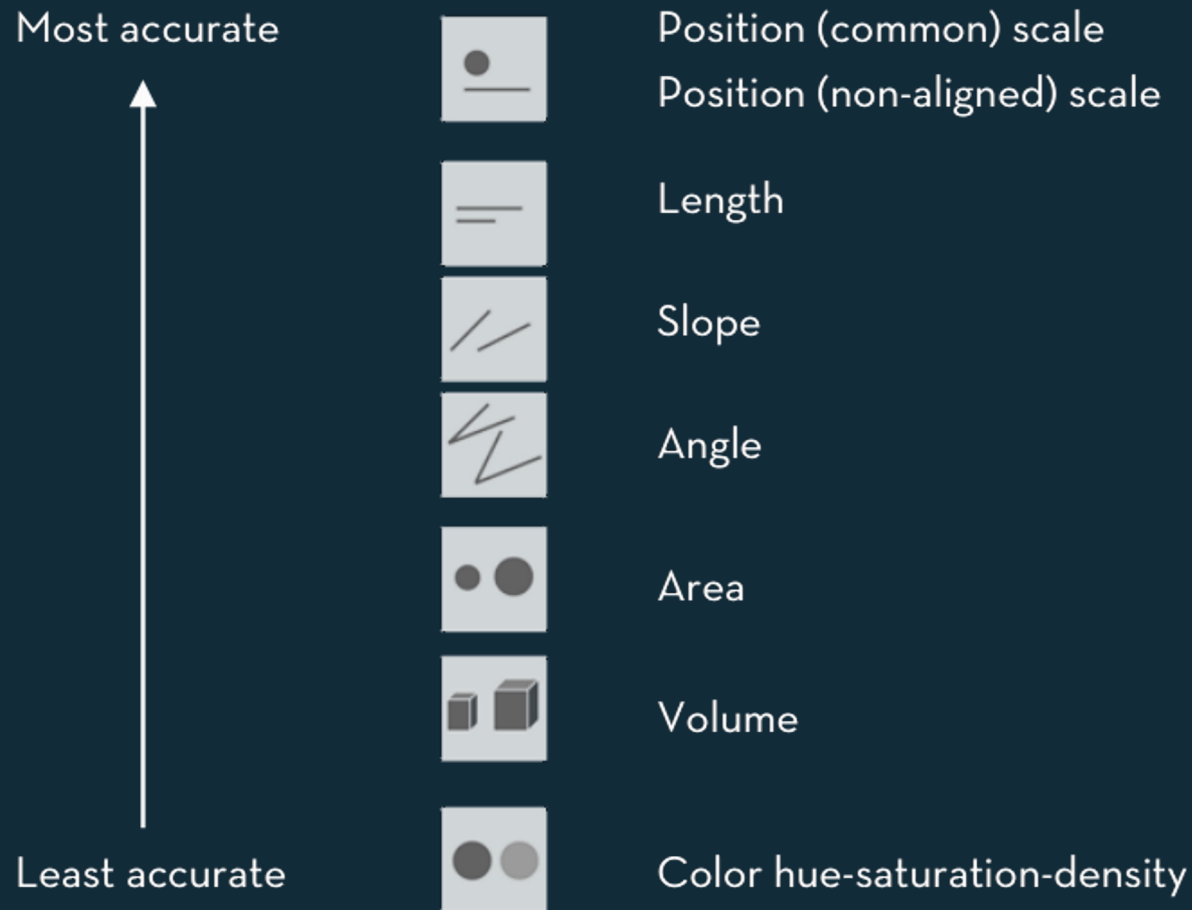 Most accurate
Position (common) scale
Position (non-aligned) scale
Length
Slope
Angle
Area
Volume
Least accurate
Color hue-saturation-density